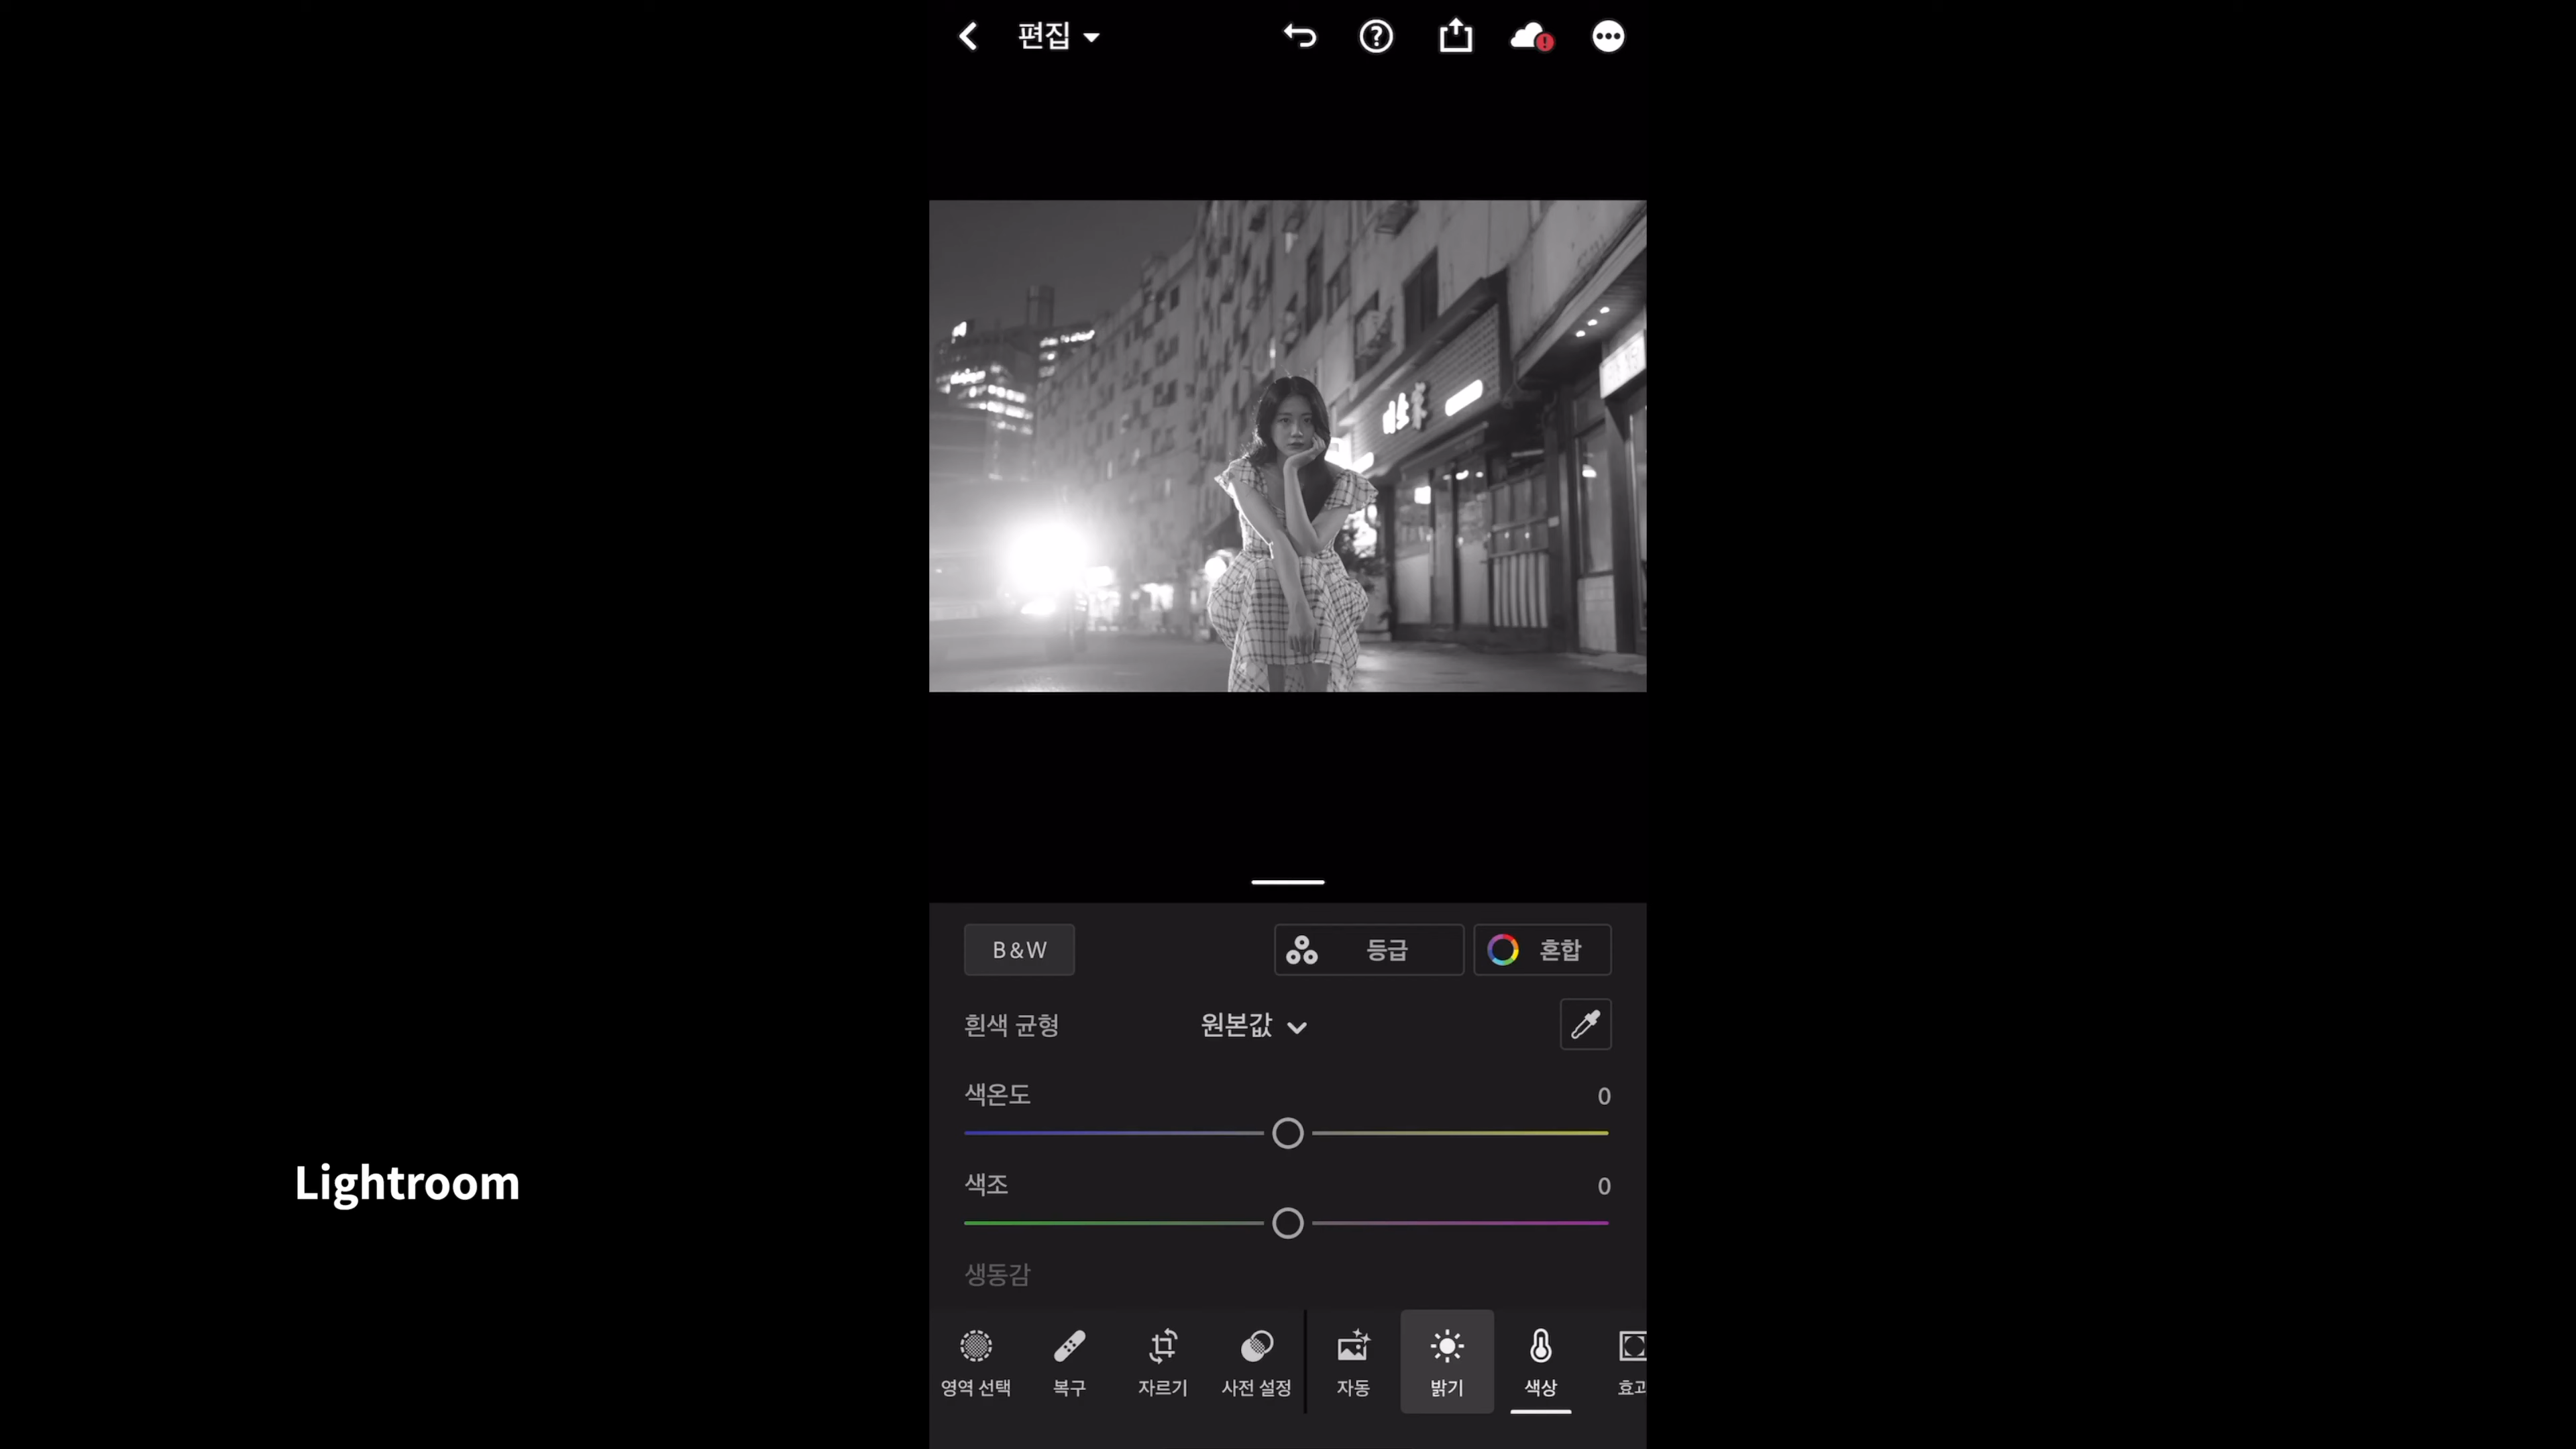 편집
B&W
등급
혼합
흰색 균형
원본값
색온도
0
색조
0
생동감
Lightroom
영역 선택
복구
자르기
사전 설정
자동
밝기
색상